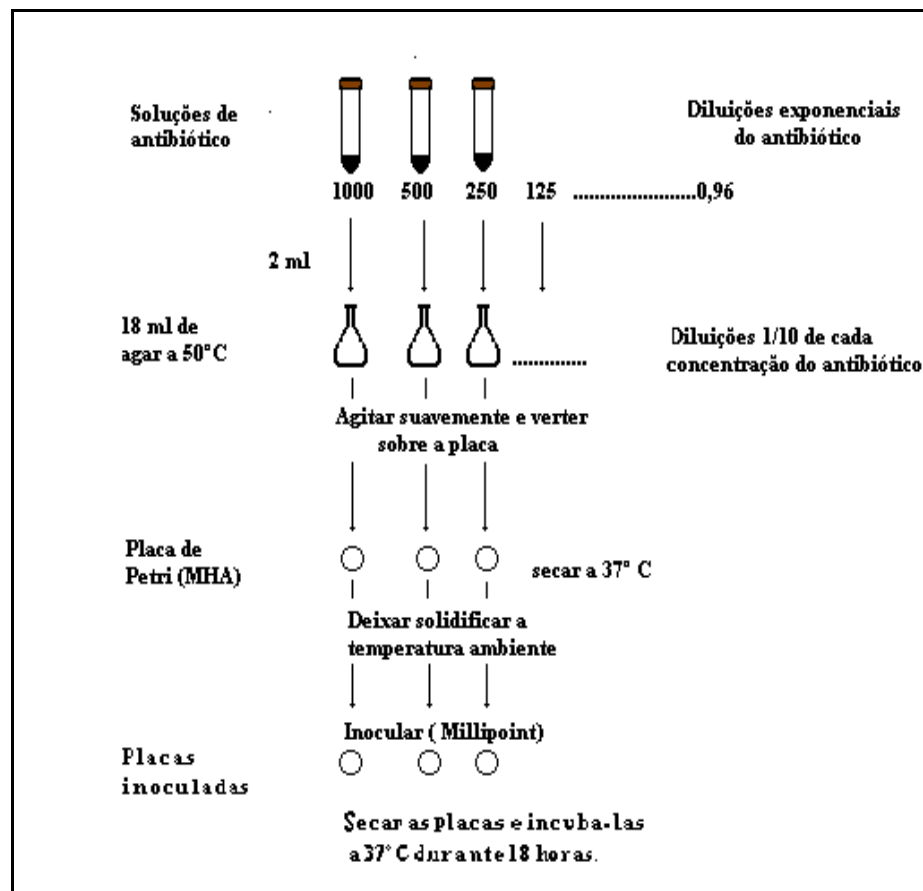 Soluções de
antibiótico
Diluições exponenciais
do antibiótico
1000 500 250 125 ........................0,96
2 ml
18 ml de
agar a 50°C
..............
Diluições 1/10 de cada
concentração do antibiótico
Agitar suavemente e verter
sobre a placa
Placa de
Petri (MHA)
secar a 37° C
Deixar solidificar a
temperatura ambiente
Inocular ( Millipoint)
Placas
inoculadas
Secar as placas e incuba-las
a 37°C durante 18 horas.